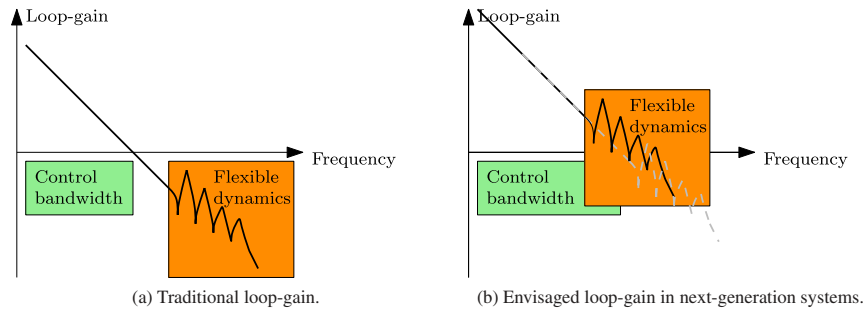 Loop-gain
Frequency
Control
bandwidth
Flexible
dynamics
(a) Traditional loop-gain.
Loop-gain
Flexible
dynamics
Frequency
Control
bandwidth
(b) Envisaged loop-gain in next-generation systems.